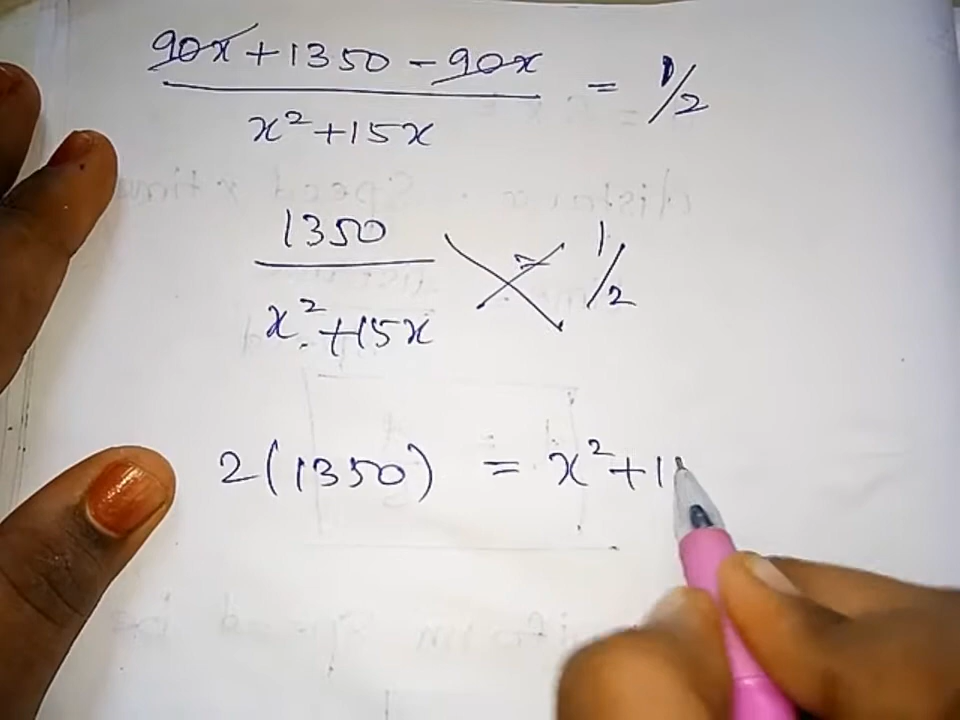 90x + 1350 - 90x
x² + 15x
= 1/2
1350
x² + 15x
= 1/2
2(1350) = x² + 1